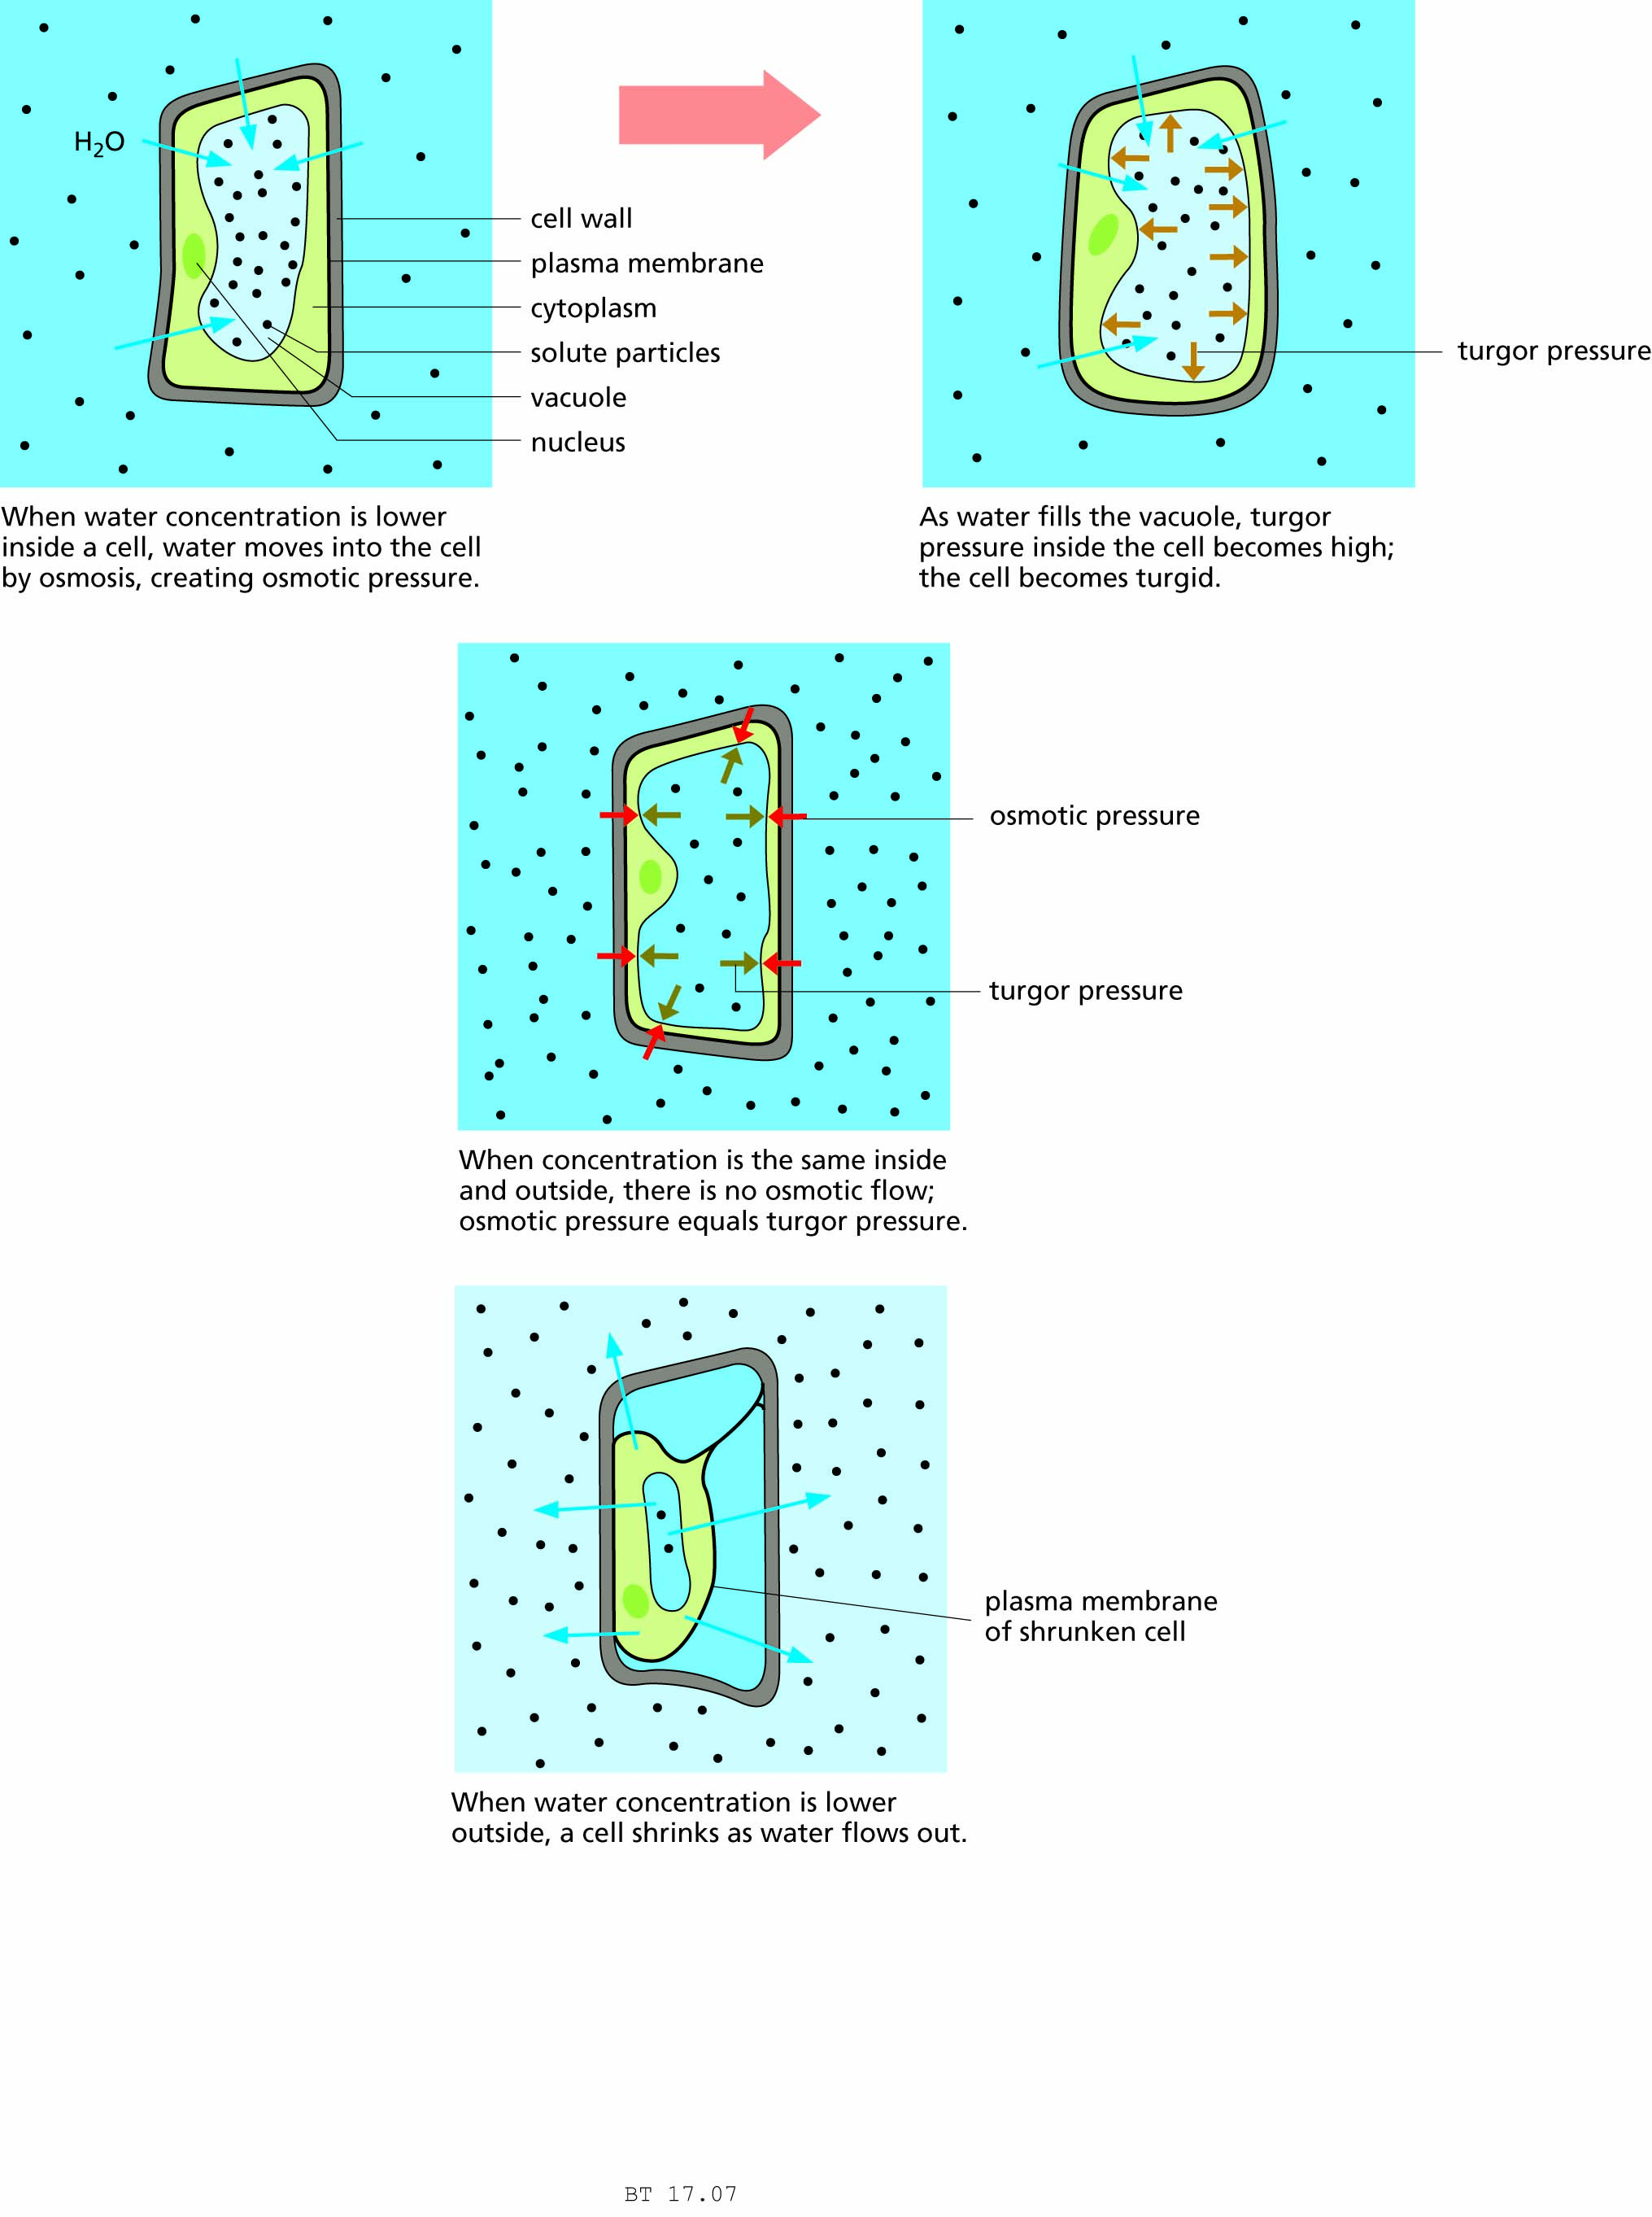 H₂O
cell wall
plasma membrane
cytoplasm
solute particles
vacuole
nucleus
When water concentration is lower
inside a cell, water moves into the cell
by osmosis, creating osmotic pressure.
turgor pressure
As water fills the vacuole, turgor
pressure inside the cell becomes high;
the cell becomes turgid.
osmotic pressure
turgor pressure
When concentration is the same inside
and outside, there is no osmotic flow;
osmotic pressure equals turgor pressure.
plasma membrane
of shrunken cell
When water concentration is lower
outside, a cell shrinks as water flows out.
BT 17.07